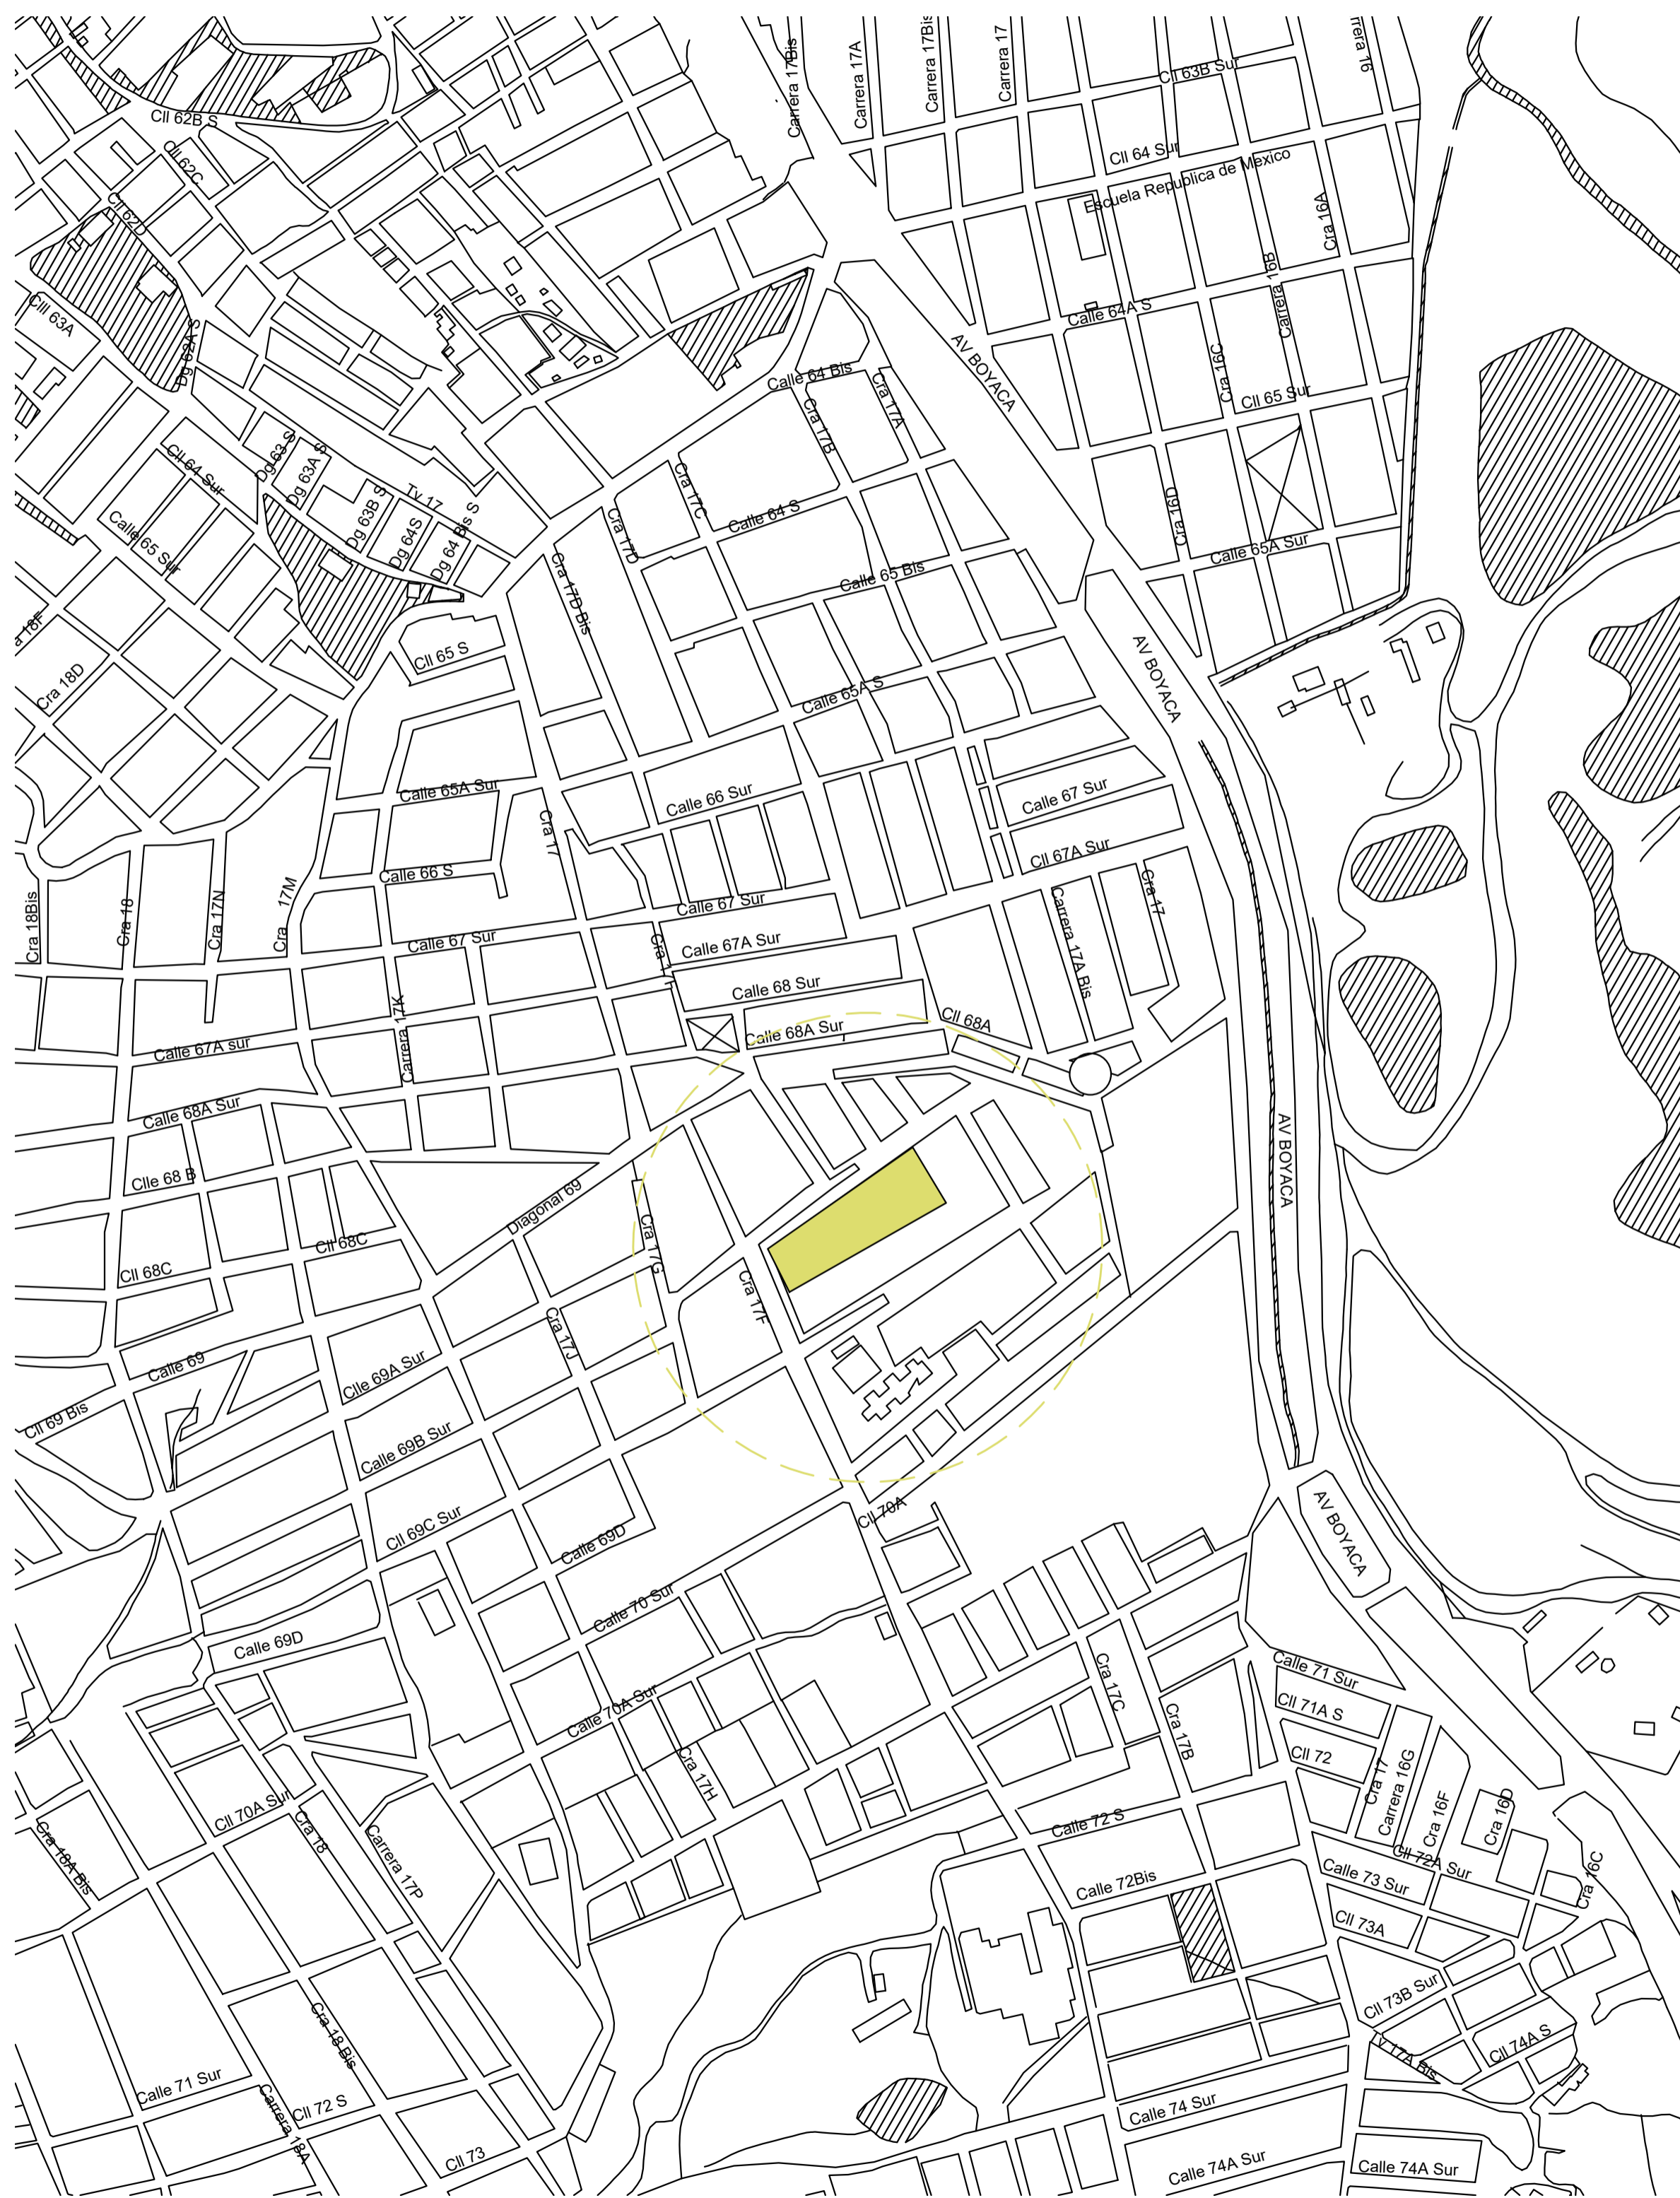 Carrera 17Bis
Carrera 17A
Carrera 17Bis
Carrera 17
Cll 63B Sur
rrera 16
Cll 62B S
Cll 62C
Cll 64 Sur
Escuela Republica de Mexico
Cll 62D
Cra 16A
Carrera 16B
Clll 63A
Dg 62A S
Calle 64A S
AV BOYACA
Cra 16C
Calle 64 Bis
Cra 17A
Cra 17B
Cll 65 Sur
Dg 63 S
Dg 63A S
Cll 64 Sur
Cra 17C
Tv 17
Dg 63B S
Dg 64S
Dg 64 Bis S
Cra 17D
Calle 64 S
Cra 16D
Calle 65 Sur
Calle 65A Sur
Cra 17D Bis
Calle 65 Bis
a 18F
Cll 65 S
Cra 18D
AV BOYACA
Calle 65A S
Calle 65A Sur
Calle 66 Sur
Calle 67 Sur
Cra 17
Cll 67A Sur
Calle 66 S
Cra 17
Cra 18Bis
Cra 18
Cra 17N
Cra 17M
Calle 67 Sur
Carrera 17A Bis
Calle 67 Sur
Calle 67A Sur
Calle 68 Sur
Carrera 17K
Cll 68A
Calle 68A Sur
Calle 67A sur
Calle 68A Sur
AV BOYACA
Clle 68 B
Diagonal 69
Cra 17G
Cll 68C
Cll 68C
Cra 17F
Cra 17J
Calle 69
Clle 69A Sur
Cll 69 Bis
Calle 69B Sur
Cll 70A
AV BOYACA
Cll 69C Sur
Calle 69D
Calle 70 Sur
Calle 69D
Calle 71 Sur
Cra 17C
Cll 71A S
Calle 70A Sur
Cra 17B
Cll 72
Cra 17H
Cra 17
Carrera 16G
Cra 16F
Cra 16D
Cll 70A Sur
Cra 18
Calle 72 S
Cra 18A Bis
Carrera 17P
Cll 72A Sur
Calle 73 Sur
Cra 16C
Calle 72Bis
Cll 73A
Cll 73B Sur
Cra 18 Bis
Cll 74A S
v 17A Bis
Calle 71 Sur
Carrera 18A
Cll 72 S
Calle 74 Sur
Cll 73
Calle 74A Sur
Calle 74A Sur